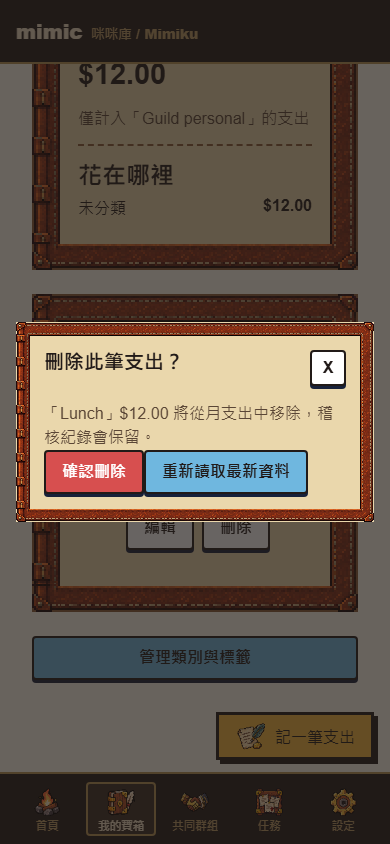 mimic 咪咪庫 / Mimiku
$12.00
僅計入「Guild personal」的支出
花在哪裡
未分類 $12.00
刪除此筆支出？
X
「Lunch」$12.00 將從月支出中移除，稽
核紀錄會保留。
確認刪除 重新讀取最新資料
編輯 刪除
管理類別與標籤
記一筆支出
首頁 我的寶箱 共同群組 任務 設定